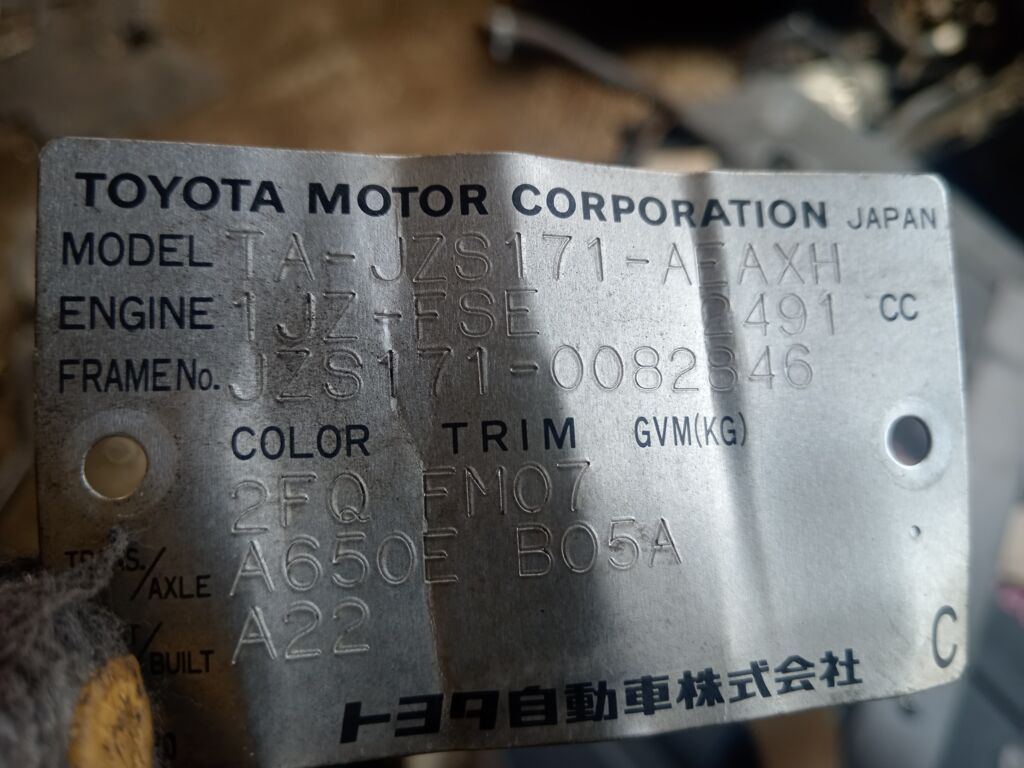 TOYOTA MOTOR CORPORATION JAPAN
MODEL TA-JZS171-AEAXH
ENGINE 1JZ-FSE 2491 CC
FRAME No. JZS171-0082846
COLOR TRIM GVM(KG)
2FQ FM07
/AXLE A650E B05A
/BUILT A22
C
トヨタ自動車株式会社